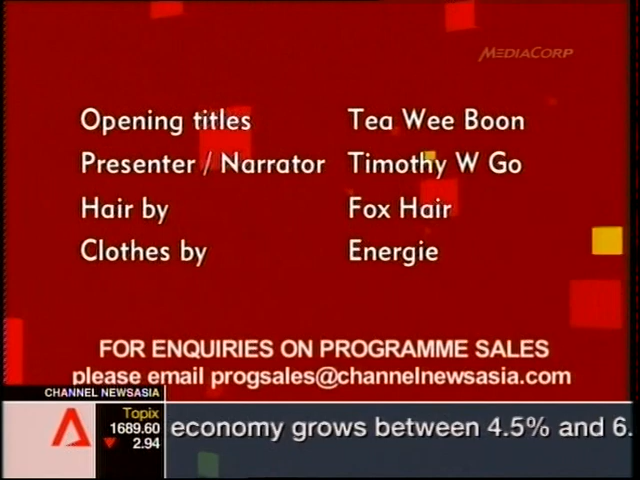 MEDIACORP
Opening titles Tea Wee Boon
Presenter / Narrator Timothy W Go
Hair by Fox Hair
Clothes by Energie
FOR ENQUIRIES ON PROGRAMME SALES
please email progsales@channelnewsasia.com
CHANNEL NEWSASIA
Topix
1689.60
2.94
economy grows between 4.5% and 6.